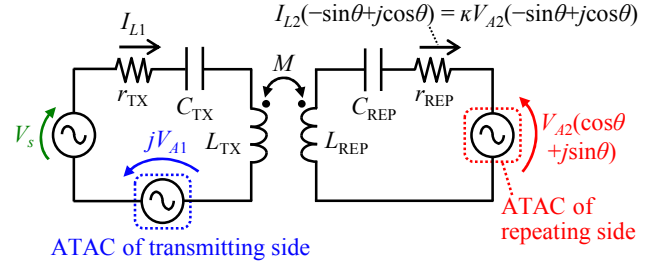 I_{L2}(−sinθ+jcosθ) = κV_{A2}(−sinθ+jcosθ)
I_{L1}
M
r_{TX}
C_{TX}
C_{REP}
r_{REP}
V_s
jV_{A1}
L_{TX}
L_{REP}
V_{A2}(cosθ
+jsinθ)
ATAC of transmitting side
ATAC of
repeating side